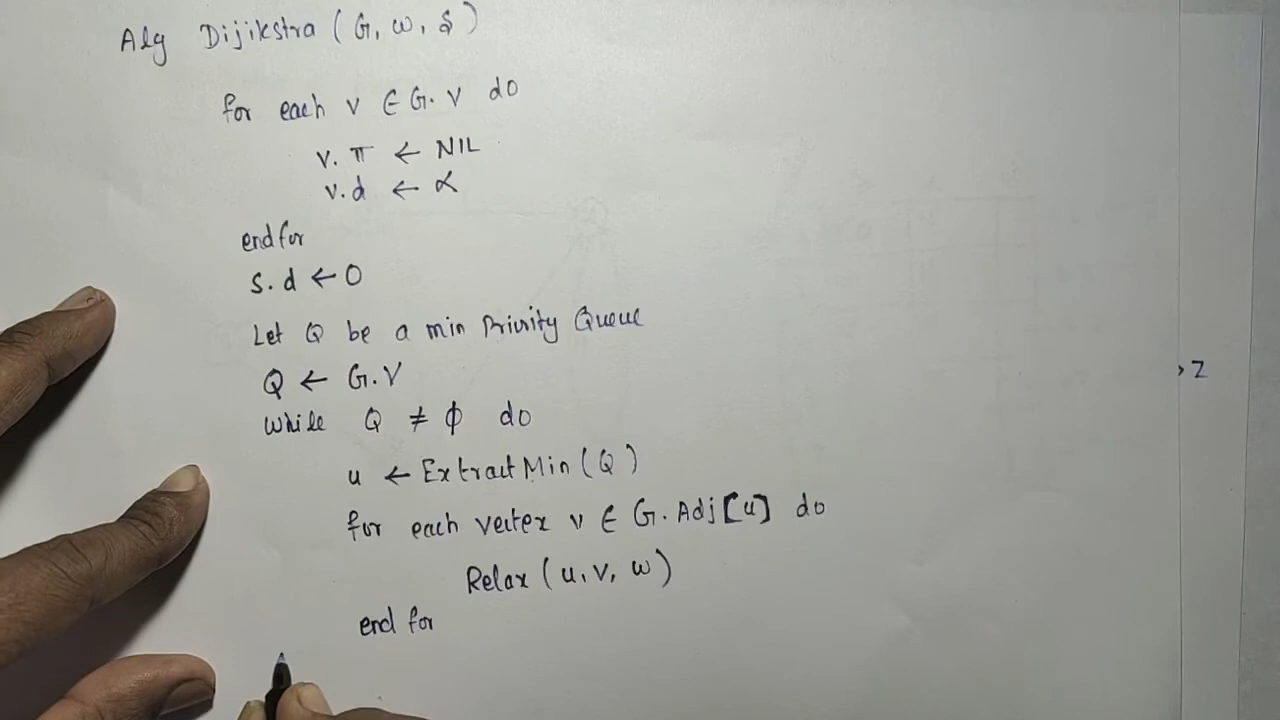 Alg Dijikstra (G, w, s)
for each v ∈ G. V do
v. π ← NIL
v.d ← ∝
endfor
s.d ← 0
Let Q be a min Priority Queue
Q ← G.V
While Q ≠ ϕ do
u ← ExtractMin (Q)
for each vertex v ∈ G. Adj [u] do
Relax (u, v, w)
end for